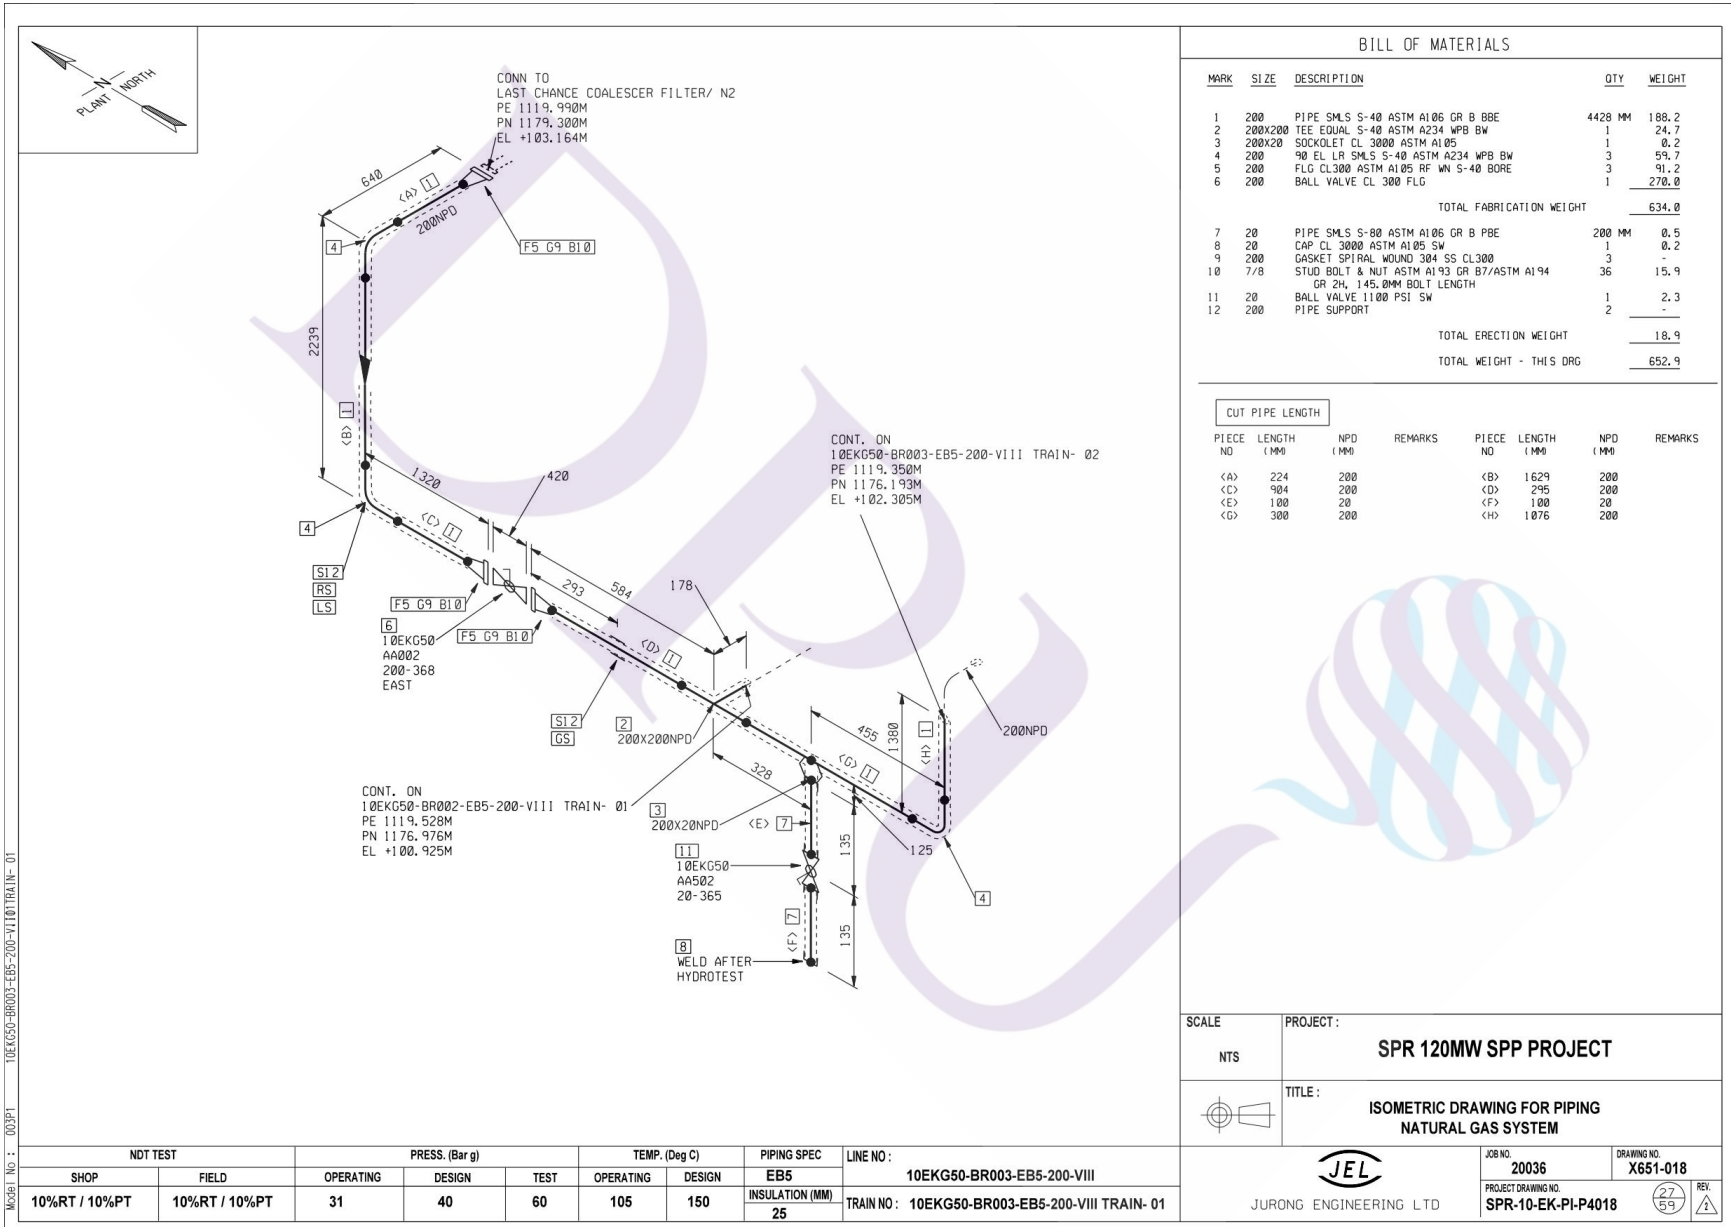 PLANT NORTH
N
CONN TO
LAST CHANCE COALESCER FILTER/ N2
PE 1119.990M
PN 1179.300M
EL +103.164M
640
<A> 1
200NPD
4
F5 G9 B10
2239
<B> 1
1320
420
<C> 1
4
S12
RS
LS
F5 G9 B10
6
10EKG50
AA002
200-368
EAST
F5 G9 B10
293
584
178
<D> 1
S12
GS
2
200X200NPD
CONT. ON
10EKG50-BR003-EB5-200-VIII TRAIN- 02
PE 1119.350M
PN 1176.193M
EL +102.305M
455
1380
<H> 1
200NPD
<G> 1
328
CONT. ON
10EKG50-BR002-EB5-200-VIII TRAIN- 01
PE 1119.528M
PN 1176.976M
EL +100.925M
3
200X20NPD
<E> 7
135
125
11
10EKG50
AA502
20-365
4
<F> 7
135
8
WELD AFTER
HYDROTEST
BILL OF MATERIALS
MARK SIZE DESCRIPTION QTY WEIGHT
1 200 PIPE SMLS S-40 ASTM A106 GR B BBE 4428 MM 188.2
2 200X200 TEE EQUAL S-40 ASTM A234 WPB BW 1 24.7
3 200X20 SOCKOLET CL 3000 ASTM A105 1 0.2
4 200 90 EL LR SMLS S-40 ASTM A234 WPB BW 3 59.7
5 200 FLG CL300 ASTM A105 RF WN S-40 BORE 3 91.2
6 200 BALL VALVE CL 300 FLG 1 270.0
TOTAL FABRICATION WEIGHT 634.0
7 20 PIPE SMLS S-80 ASTM A106 GR B PBE 200 MM 0.5
8 20 CAP CL 3000 ASTM A105 SW 1 0.2
9 200 GASKET SPIRAL WOUND 304 SS CL300 3 -
10 7/8 STUD BOLT & NUT ASTM A193 GR B7/ASTM A194 36 15.9
GR 2H, 145.0MM BOLT LENGTH
11 20 BALL VALVE 1100 PSI SW 1 2.3
12 200 PIPE SUPPORT 2 -
TOTAL ERECTION WEIGHT 18.9
TOTAL WEIGHT - THIS DRG 652.9
CUT PIPE LENGTH
PIECE LENGTH NPD REMARKS PIECE LENGTH NPD REMARKS
NO (MM) (MM) NO (MM) (MM)
<A> 224 200 <B> 1629 200
<C> 904 200 <D> 295 200
<E> 100 20 <F> 100 20
<G> 300 200 <H> 1076 200
SCALE
NTS
PROJECT :
SPR 120MW SPP PROJECT
TITLE :
ISOMETRIC DRAWING FOR PIPING
NATURAL GAS SYSTEM
JEL
JURONG ENGINEERING LTD
JOB NO.
20036
DRAWING NO.
X651-018
PROJECT DRAWING NO.
SPR-10-EK-PI-P4018
27
59
REV.
2
NDT TEST PRESS. (Bar g) TEMP. (Deg C) PIPING SPEC LINE NO :
SHOP FIELD OPERATING DESIGN TEST OPERATING DESIGN EB5 10EKG50-BR003-EB5-200-VIII
10%RT / 10%PT 10%RT / 10%PT 31 40 60 105 150 INSULATION (MM) 25 TRAIN NO : 10EKG50-BR003-EB5-200-VIII TRAIN- 01
Model No : 003P1 10EKG50-BR003-EB5-200-